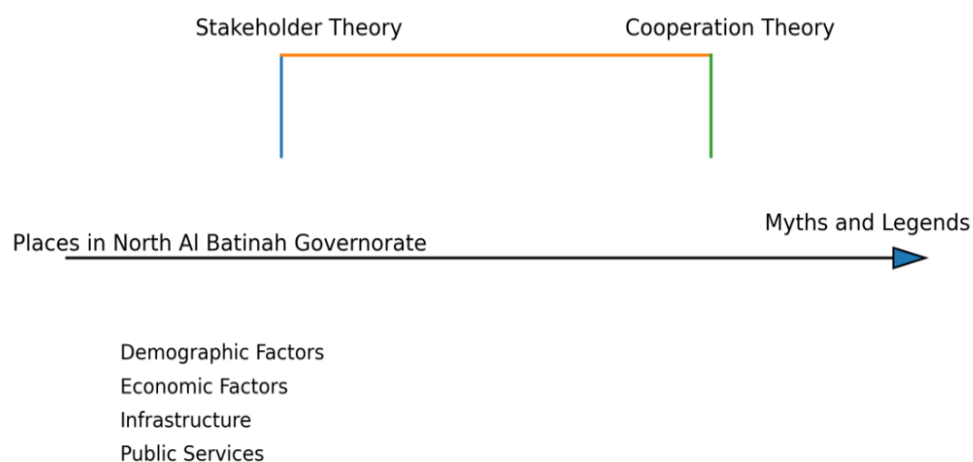 Stakeholder Theory
Cooperation Theory
Myths and Legends
Places in North Al Batinah Governorate
Demographic Factors
Economic Factors
Infrastructure
Public Services